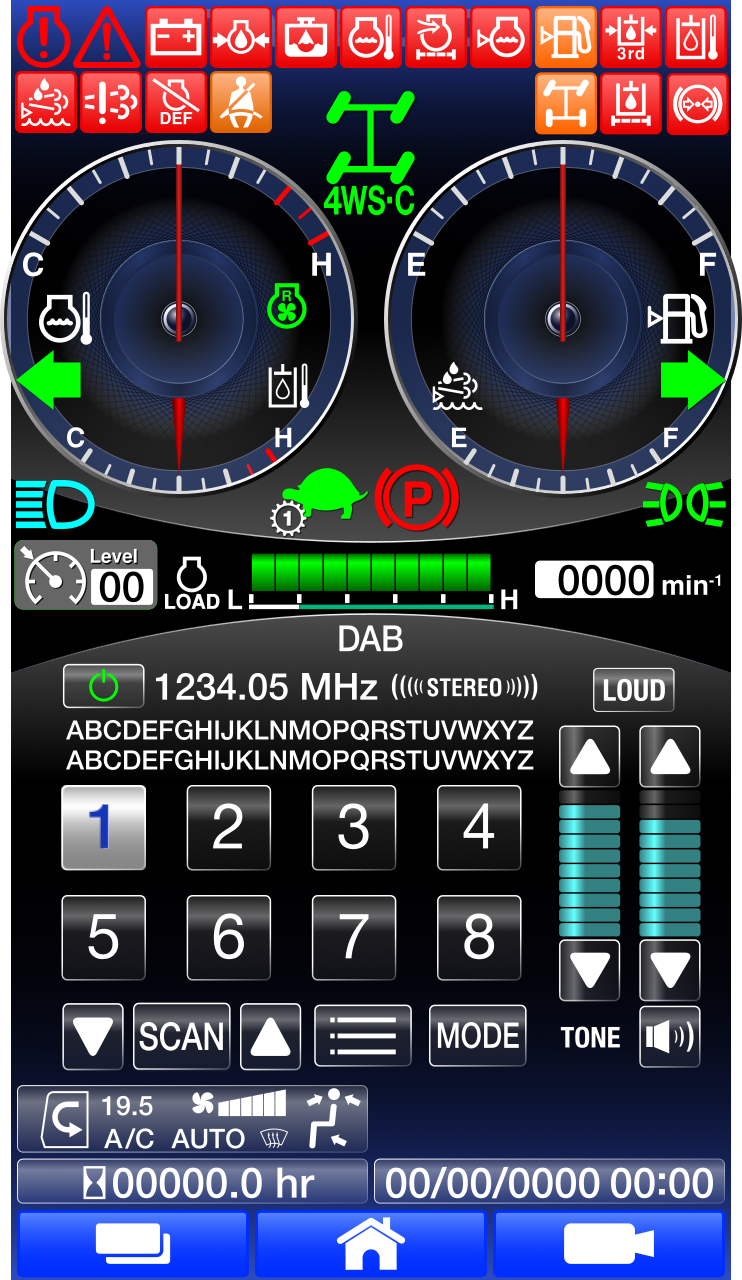 3rd
DEF
4WS·C
C
H
E
F
R
C
H
E
F
1
P
Level
00
LOAD
L
H
0000 min-1
DAB
1234.05 MHz ((((( STEREO )))))
LOUD
ABCDEFGHIJKLNMOPQRSTUVWXYZ
ABCDEFGHIJKLNMOPQRSTUVWXYZ
1 2 3 4
5 6 7 8
SCAN
MODE
TONE
19.5
A/C AUTO
00000.0 hr
00/00/0000 00:00